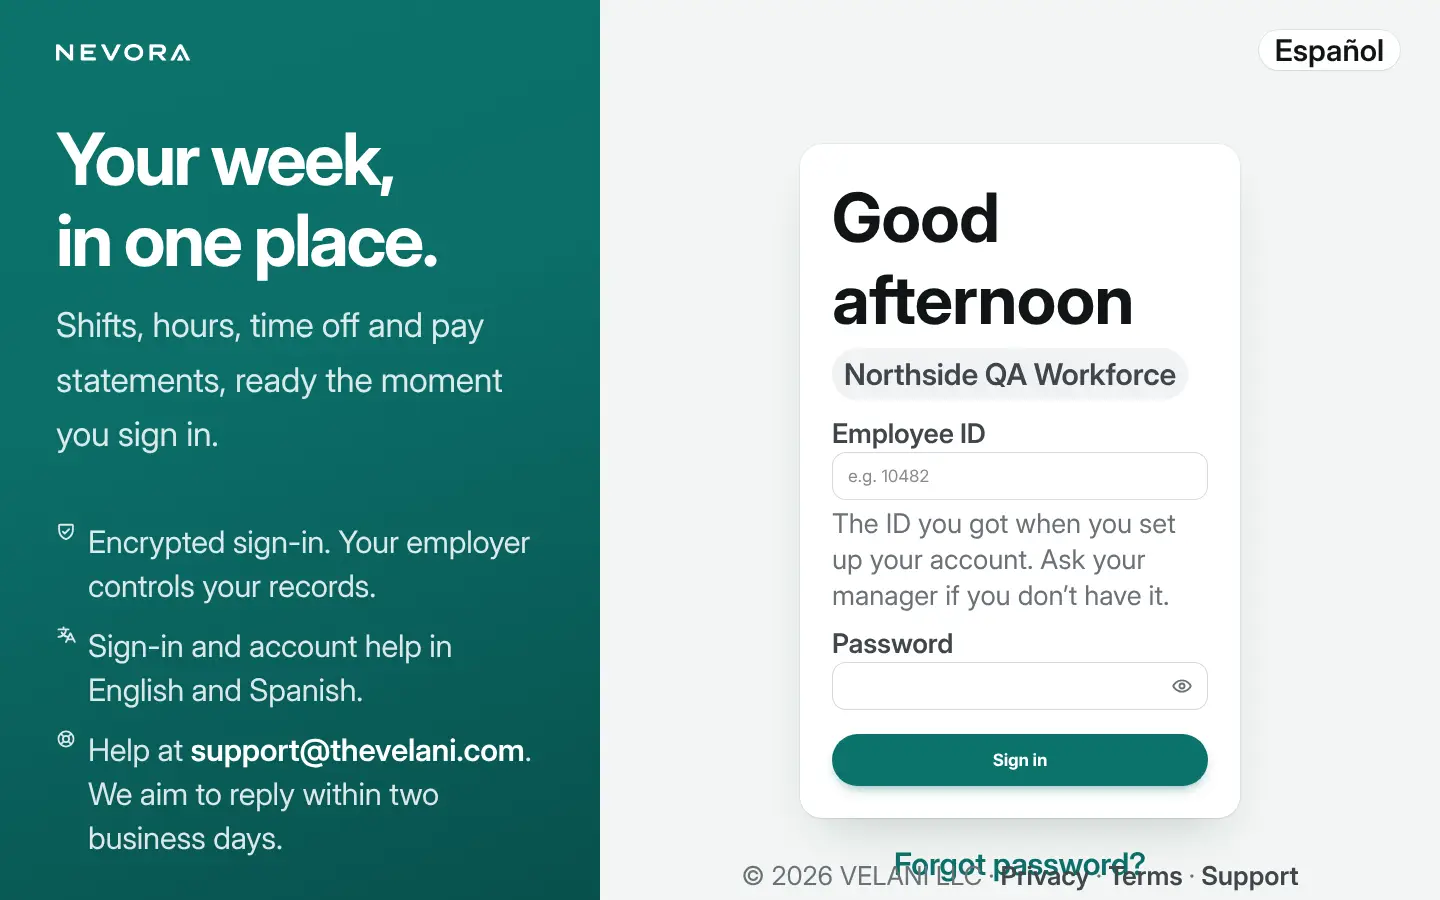 NEVORA
Your week,
in one place.
Shifts, hours, time off and pay
statements, ready the moment
you sign in.
Encrypted sign-in. Your employer
controls your records.
Sign-in and account help in
English and Spanish.
Help at support@thevelani.com.
We aim to reply within two
business days.
Español
Good
afternoon
Northside QA Workforce
Employee ID
e.g. 10482
The ID you got when you set
up your account. Ask your
manager if you don’t have it.
Password
Sign in
Forgot password?
© 2026 VELANI LLC · Privacy · Terms · Support